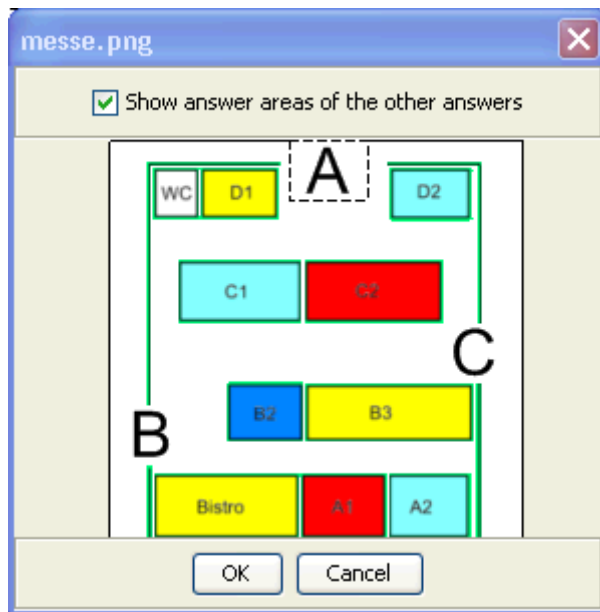 messe.png
Show answer areas of the other answers
A
WC D1 D2
C1 C2
C
B2 B3
B
Bistro A1 A2
OK Cancel